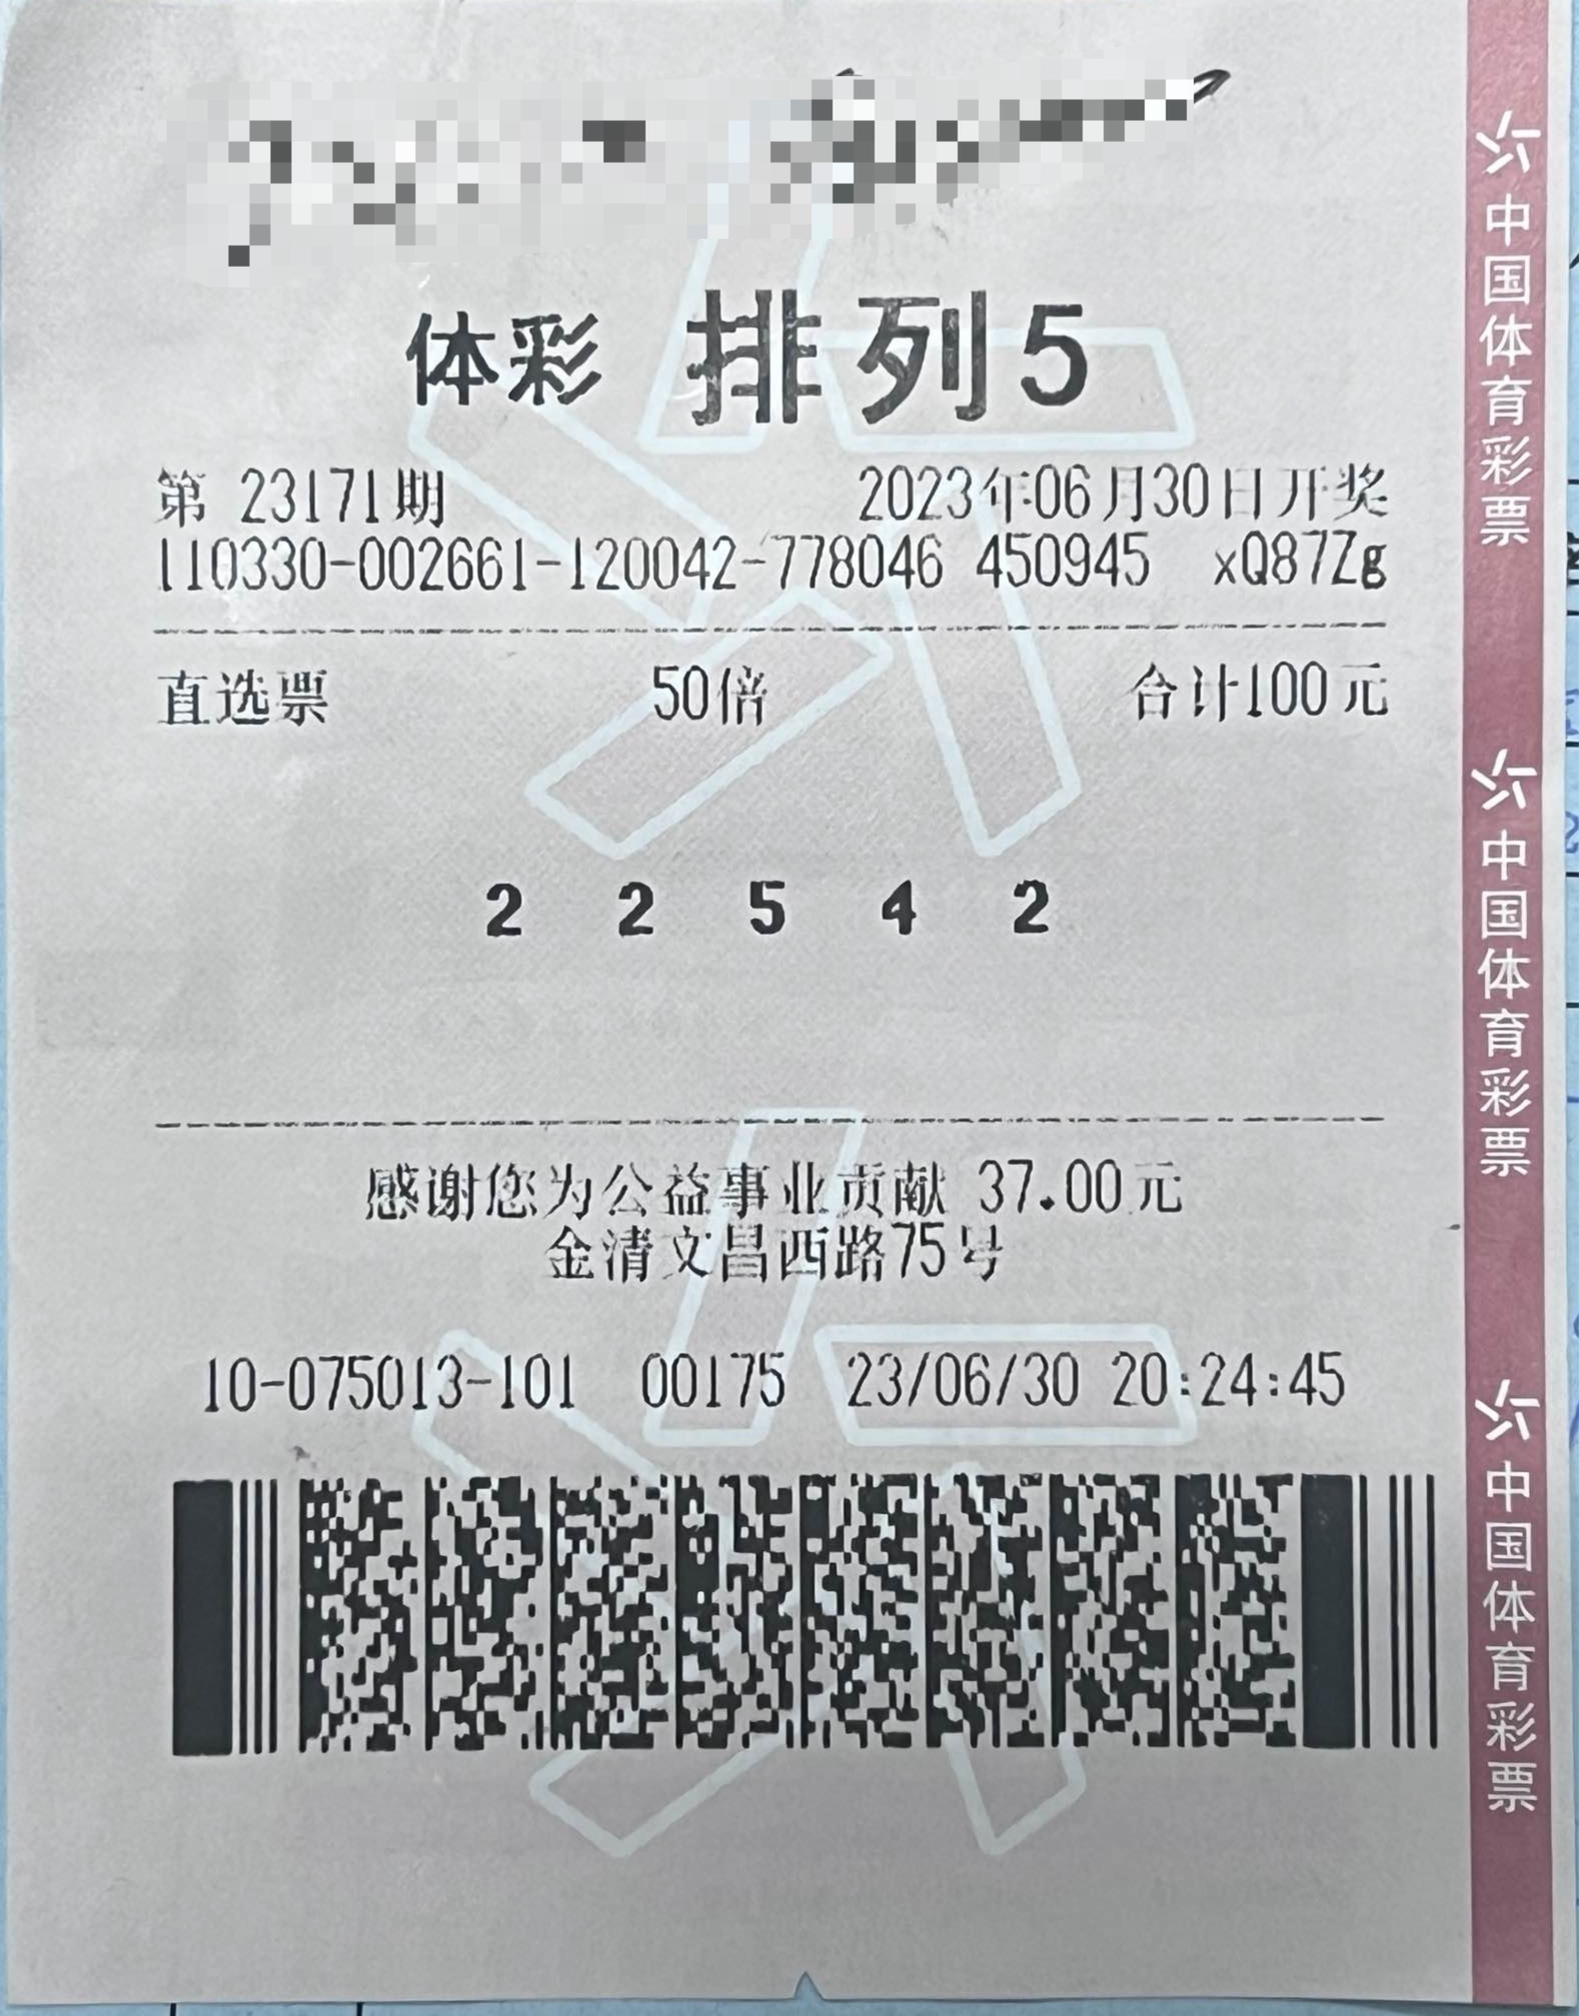 体彩 排列5
第 23171期 2023年06月30日开奖
110330-002661-120042-778046 450945 xQ87Zg
直选票 50倍 合计100元
2 2 5 4 2
感谢您为公益事业贡献 37.00元
金清文昌西路75号
10-075013-101 00175 23/06/30 20:24:45
中国体育彩票
中国体育彩票
中国体育彩票